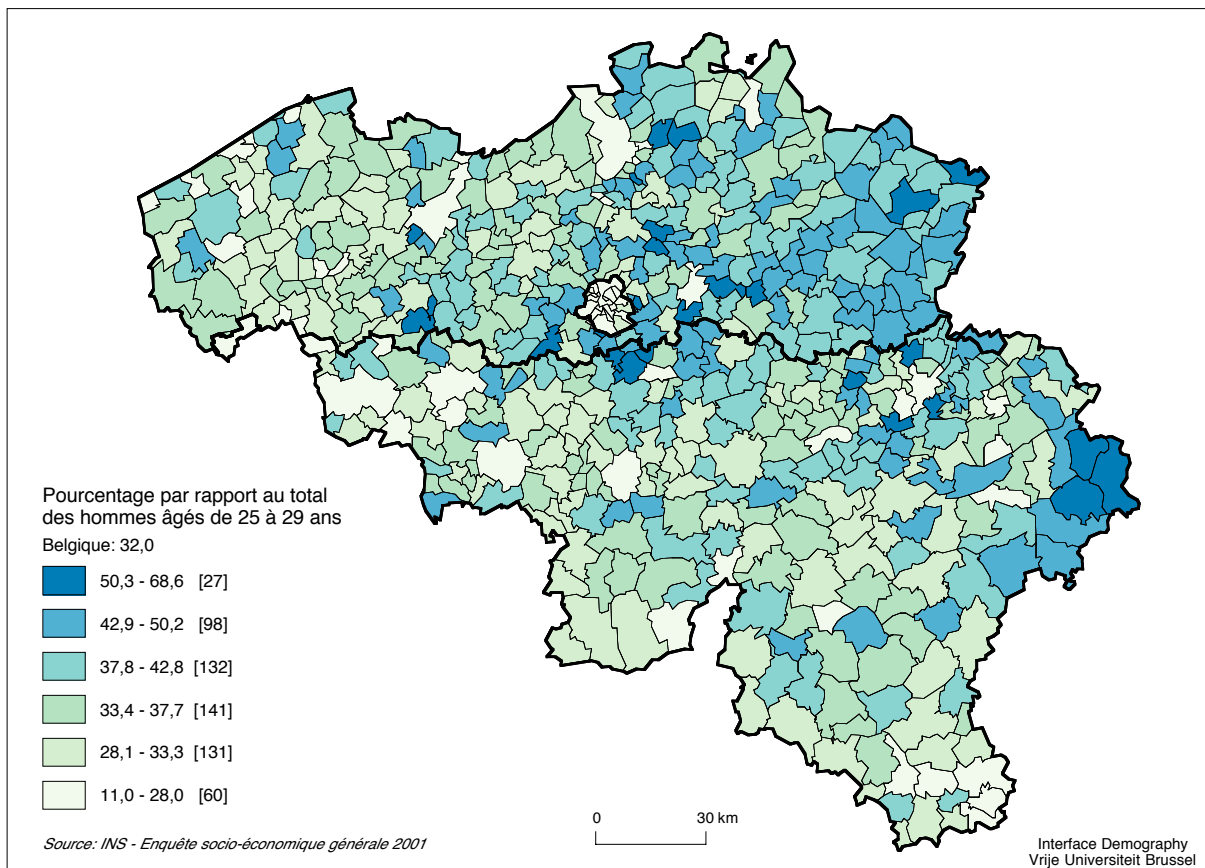 Pourcentage par rapport au total
des hommes âgés de 25 à 29 ans
Belgique: 32,0
50,3 - 68,6 [27]
42,9 - 50,2 [98]
37,8 - 42,8 [132]
33,4 - 37,7 [141]
28,1 - 33,3 [131]
11,0 - 28,0 [60]
Source: INS - Enquête socio-économique générale 2001
0 30 km
Interface Demography
Vrije Universiteit Brussel